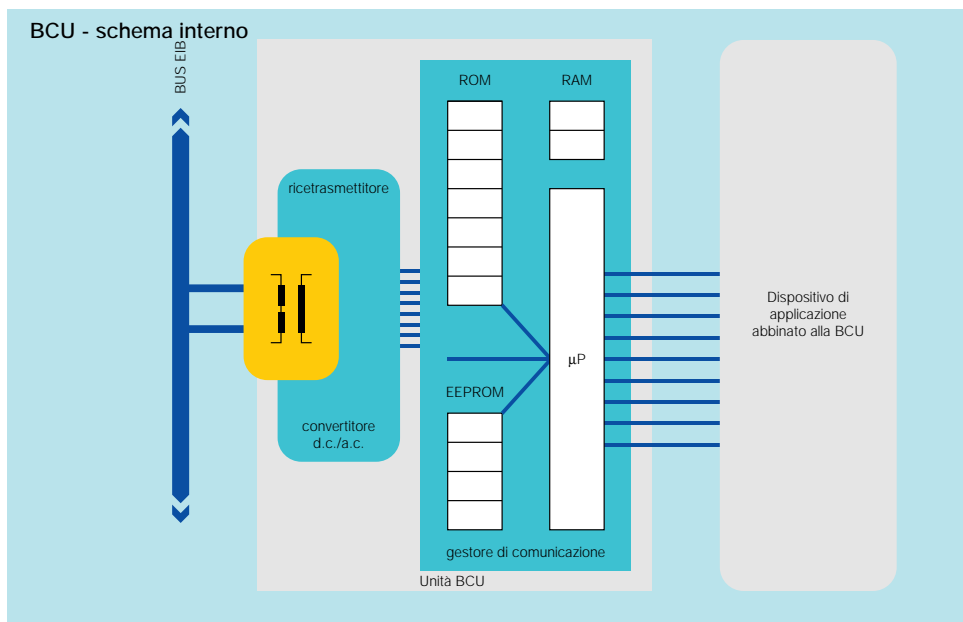 BCU - schema interno
BUS EIB
ROM
RAM
ricetrasmettitore
Dispositivo di
applicazione
abbinato alla BCU
µP
EEPROM
convertitore
d.c./a.c.
gestore di comunicazione
Unità BCU